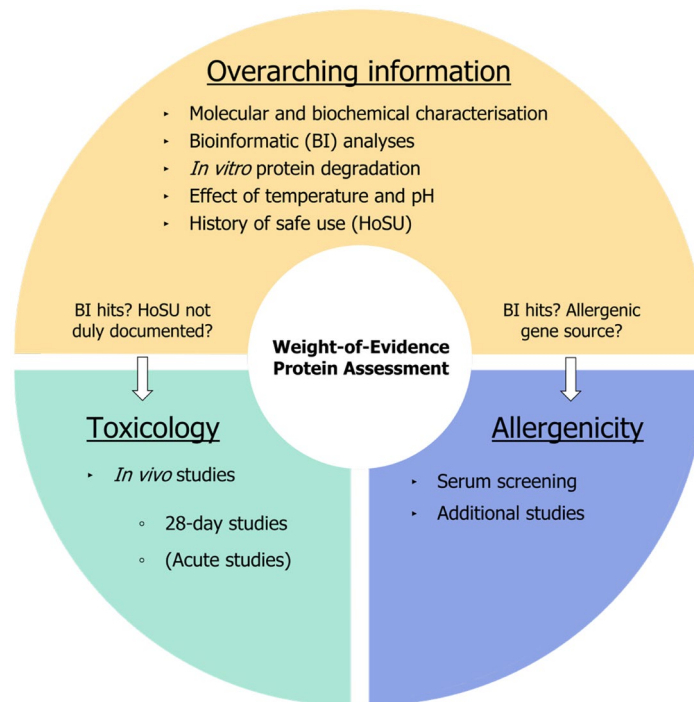 Overarching information
‣ Molecular and biochemical characterisation
‣ Bioinformatic (BI) analyses
‣ In vitro protein degradation
‣ Effect of temperature and pH
‣ History of safe use (HoSU)
BI hits? HoSU not
duly documented?
BI hits? Allergenic
gene source?
Weight-of-Evidence
Protein Assessment
Toxicology
‣ In vivo studies
◦ 28-day studies
◦ (Acute studies)
Allergenicity
‣ Serum screening
‣ Additional studies